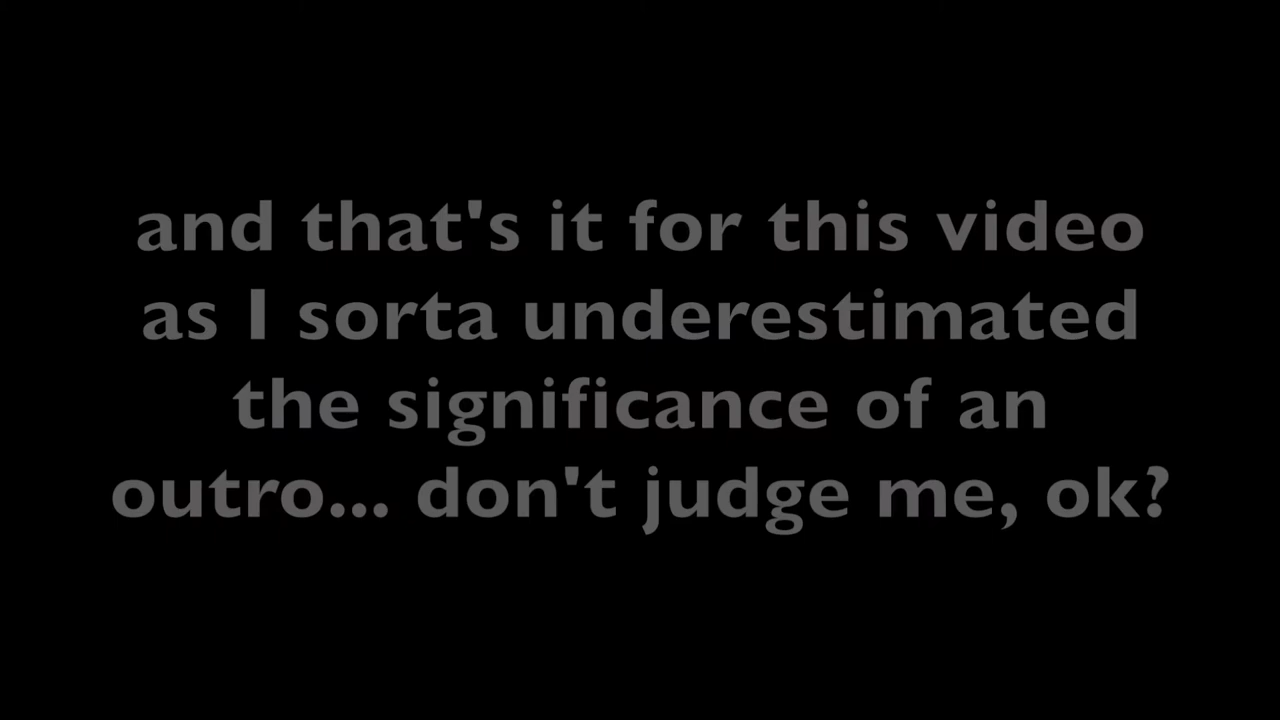 and that's it for this video
as I sorta underestimated
the significance of an
outro... don't judge me, ok?